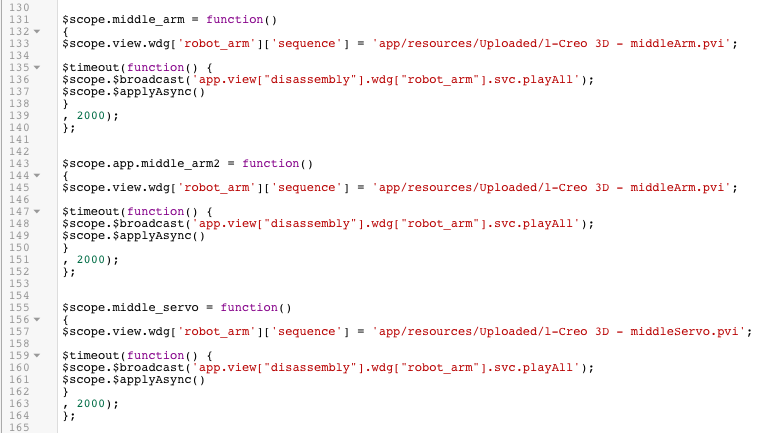 130
131 $scope.middle_arm = function()
132 {
133 $scope.view.wdg['robot_arm']['sequence'] = 'app/resources/Uploaded/l-Creo 3D - middleArm.pvi';
134
135 $timeout(function() {
136 $scope.$broadcast('app.view["disassembly"].wdg["robot_arm"].svc.playAll');
137 $scope.$applyAsync()
138 }
139 , 2000);
140 };
141
142
143 $scope.app.middle_arm2 = function()
144 {
145 $scope.view.wdg['robot_arm']['sequence'] = 'app/resources/Uploaded/l-Creo 3D - middleArm.pvi';
146
147 $timeout(function() {
148 $scope.$broadcast('app.view["disassembly"].wdg["robot_arm"].svc.playAll');
149 $scope.$applyAsync()
150 }
151 , 2000);
152 };
153
154
155 $scope.middle_servo = function()
156 {
157 $scope.view.wdg['robot_arm']['sequence'] = 'app/resources/Uploaded/l-Creo 3D - middleServo.pvi';
158
159 $timeout(function() {
160 $scope.$broadcast('app.view["disassembly"].wdg["robot_arm"].svc.playAll');
161 $scope.$applyAsync()
162 }
163 , 2000);
164 };
165